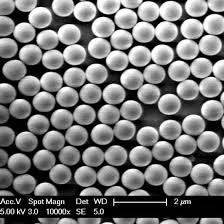 Acc.V Spot Magn Det WD 2 µm
5.00 kV 3.0 10000x SE 5.0